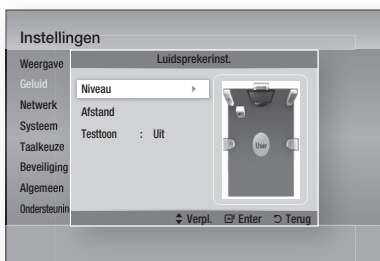 Instellingen
Weergave
Geluid
Netwerk
Systeem
Taalkeuze
Beveiliging
Algemeen
Ondersteunin
Luidsprekerinst.
Niveau
Afstand
Testtoon : Uit
User
Verpl. Enter Terug